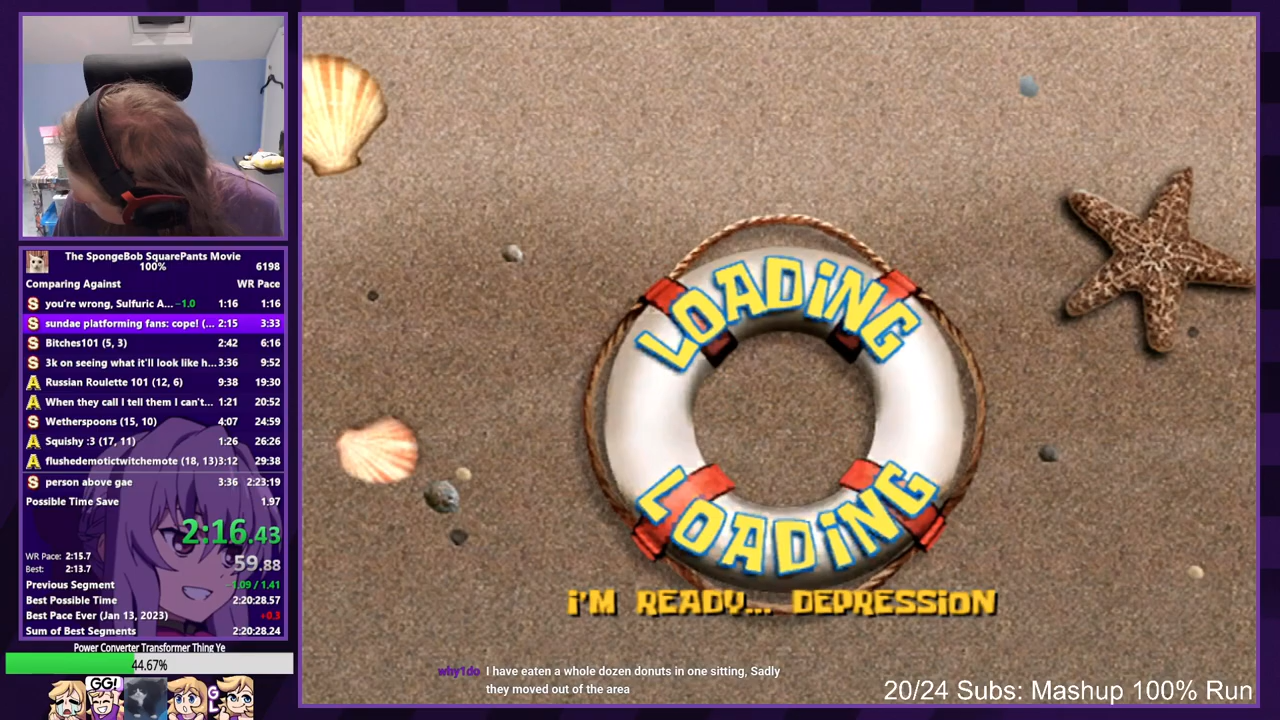 The SpongeBob SquarePants Movie
100% 6198
Comparing Against WR Pace
you're wrong, Sulfuric A... −1.0 1:16 1:16
sundae platforming fans: cope! (... 2:15 3:33
Bitches101 (5, 3) 2:42 6:16
3k on seeing what it'll look like h... 3:36 9:52
Russian Roulette 101 (12, 6) 9:38 19:30
When they call I tell them I can't... 1:21 20:52
Wetherspoons (15, 10) 4:07 24:59
Squishy :3 (17, 11) 1:26 26:26
flushedemotictwitchemote (18, 13) 3:12 29:38
person above gae 3:36 2:23:19
Possible Time Save 1.97
2:16.43
WR Pace: 2:15.7
Best: 2:13.7
59.88
Previous Segment −1.09 / 1.41
Best Possible Time 2:20:28.57
Best Pace Ever (Jan 13, 2023) +0.3
Sum of Best Segments 2:20:28.24
Power Converter Transformer Thing Ye
44.67%
GG!
GL
LOADiNG
LOADiNG
i'M READY... DEPRESSiON
why1do I have eaten a whole dozen donuts in one sitting, Sadly
they moved out of the area
20/24 Subs: Mashup 100% Run